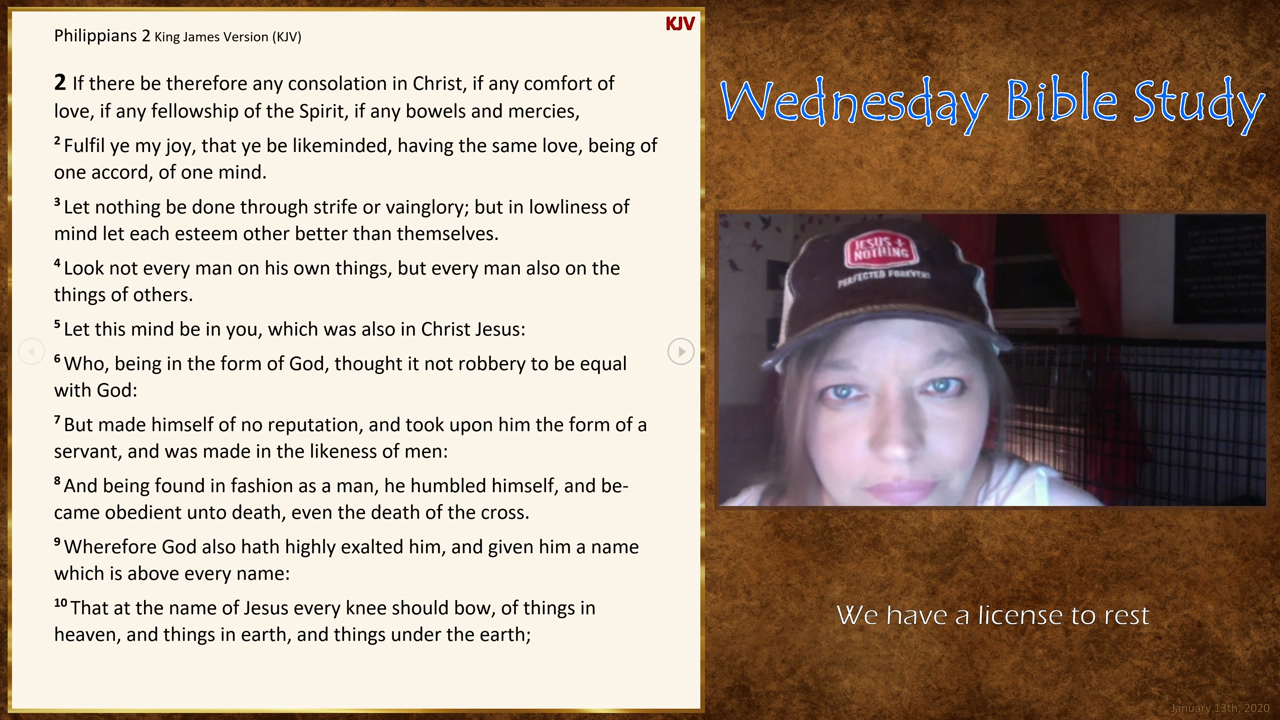 KJV
Philippians 2 King James Version (KJV)
2 If there be therefore any consolation in Christ, if any comfort of
love, if any fellowship of the Spirit, if any bowels and mercies,
2 Fulfil ye my joy, that ye be likeminded, having the same love, being of
one accord, of one mind.
3 Let nothing be done through strife or vainglory; but in lowliness of
mind let each esteem other better than themselves.
4 Look not every man on his own things, but every man also on the
things of others.
5 Let this mind be in you, which was also in Christ Jesus:
6 Who, being in the form of God, thought it not robbery to be equal
with God:
7 But made himself of no reputation, and took upon him the form of a
servant, and was made in the likeness of men:
8 And being found in fashion as a man, he humbled himself, and be-
came obedient unto death, even the death of the cross.
9 Wherefore God also hath highly exalted him, and given him a name
which is above every name:
10 That at the name of Jesus every knee should bow, of things in
heaven, and things in earth, and things under the earth;
Wednesday Bible Study
JESUS +
NOTHING
PERFECTED FOREVER!
We have a license to rest
January 13th, 2020